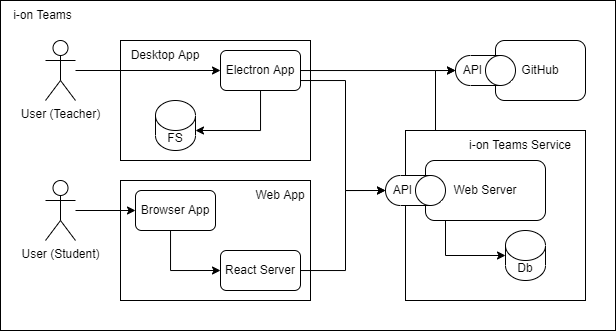 i-on Teams
Desktop App
Electron App
API
GitHub
User (Teacher)
FS
i-on Teams Service
Web App
API
Web Server
Browser App
User (Student)
React Server
Db